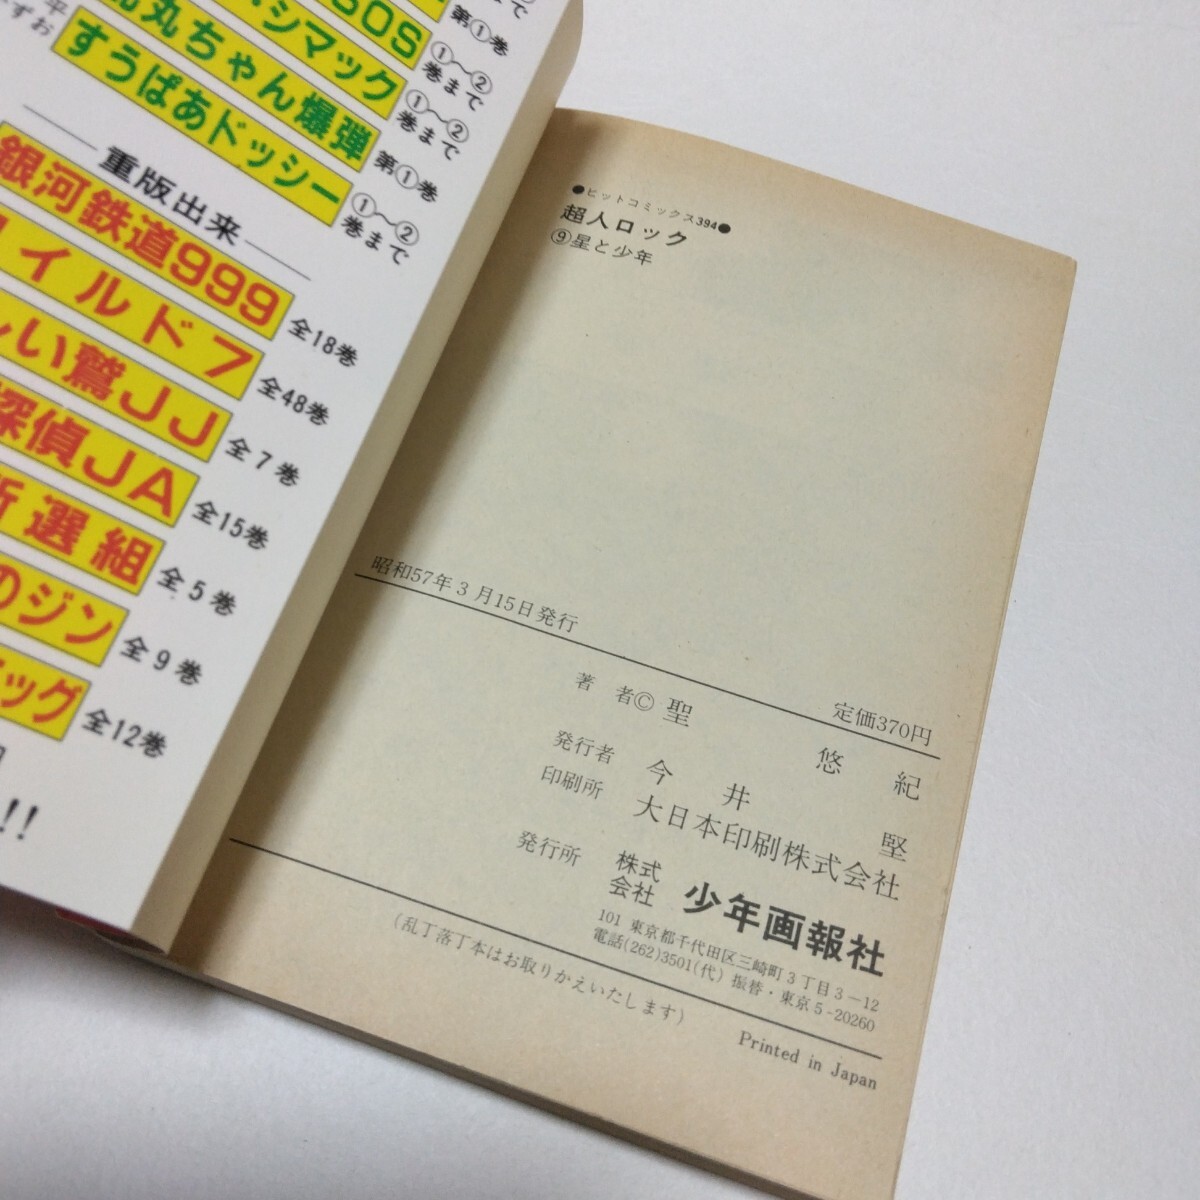 SOS
第①巻
シマック
①〜②巻まで
丸ちゃん爆弾
①〜②巻まで
すうぱあドッシー
第①巻
①〜②巻まで
重版出来
銀河鉄道999
全18巻
イルド7
全48巻
しい鷲JJ
全7巻
探偵JA
全15巻
新選組
全5巻
のジン
全9巻
ッグ
全12巻
!!
●ヒットコミックス394●
超人ロック
⑨星と少年
昭和57年3月15日発行
定価370円
著者© 聖悠紀
発行者 今井堅
印刷所 大日本印刷株式会社
発行所 株式会社 少年画報社
101 東京都千代田区三崎町3丁目3-12
電話(262)3501(代) 振替・東京5-20260
(乱丁落丁本はお取りかえいたします)
Printed in Japan